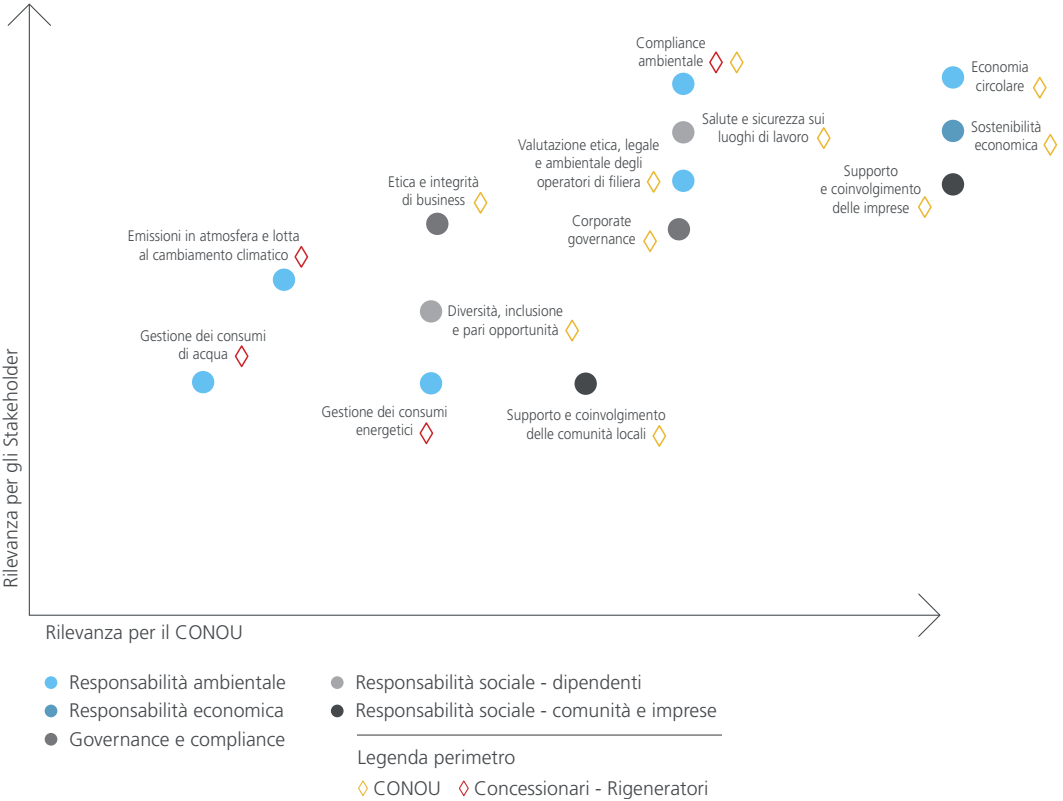 Compliance
ambientale
Economia
circolare
Salute e sicurezza sui
luoghi di lavoro
Sostenibilità
economica
Valutazione etica, legale
e ambientale degli
operatori di filiera
Supporto
e coinvolgimento
delle imprese
Etica e integrità
di business
Corporate
governance
Emissioni in atmosfera e lotta
al cambiamento climatico
Diversità, inclusione
e pari opportunità
Gestione dei consumi
di acqua
Gestione dei consumi
energetici
Supporto e coinvolgimento
delle comunità locali
Rilevanza per gli Stakeholder
Rilevanza per il CONOU
Responsabilità ambientale
Responsabilità economica
Governance e compliance
Responsabilità sociale - dipendenti
Responsabilità sociale - comunità e imprese
Legenda perimetro
CONOU
Concessionari - Rigeneratori